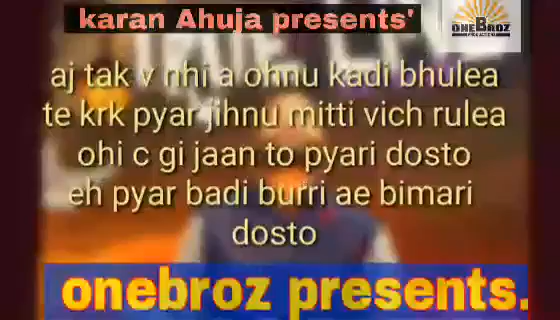 karan Ahuja presents'
ONEBROZ
aj tak v nhi a ohnu kadi bhulea
te krk pyar jihnu mitti vich rulea
ohi c gi jaan to pyari dosto
eh pyar badi burri ae bimari
dosto
onebroz presents.